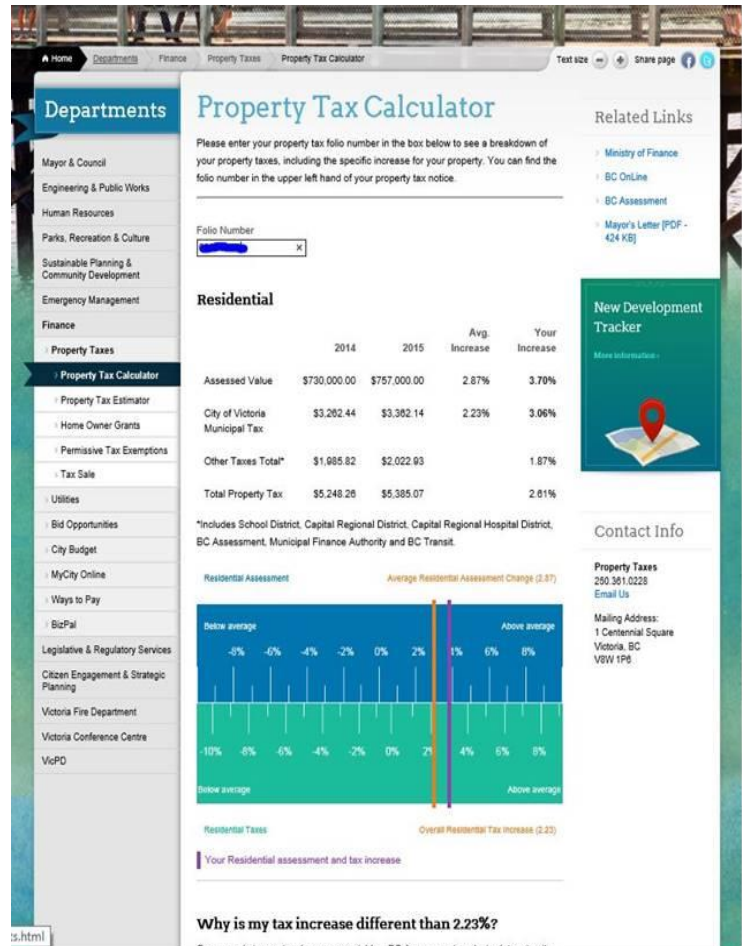 Home Departments Finance Property Taxes Property Tax Calculator
Text size - + Share page
Departments
Mayor & Council
Engineering & Public Works
Human Resources
Parks, Recreation & Culture
Sustainable Planning &
Community Development
Emergency Management
Finance
Property Taxes
Property Tax Calculator
Property Tax Estimator
Home Owner Grants
Permissive Tax Exemptions
Tax Sale
Utilities
Bid Opportunities
City Budget
MyCity Online
Ways to Pay
BizPal
Legislative & Regulatory Services
Citizen Engagement & Strategic
Planning
Victoria Fire Department
Victoria Conference Centre
VicPD
Property Tax Calculator
Please enter your property tax folio number in the box below to see a breakdown of
your property taxes, including the specific increase for your property. You can find the
folio number in the upper left hand of your property tax notice.
Folio Number
x
Residential
2014 2015 Avg. Increase Your Increase
Assessed Value $730,000.00 $757,000.00 2.87% 3.70%
City of Victoria Municipal Tax $3,262.44 $3,362.14 2.23% 3.06%
Other Taxes Total* $1,985.82 $2,022.93 1.87%
Total Property Tax $5,248.26 $5,385.07 2.61%
*Includes School District, Capital Regional District, Capital Regional Hospital District,
BC Assessment, Municipal Finance Authority and BC Transit.
Residential Assessment Average Residential Assessment Change (2.87)
Below average Above average
-8% -6% -4% -2% 0% 2% 6% 8%
-10% -8% -6% -4% -2% 0% 4% 6% 8%
Below average Above average
Residential Taxes Overall Residential Tax Increase (2.23)
Your Residential assessment and tax increase
Why is my tax increase different than 2.23%?
Related Links
Ministry of Finance
BC OnLine
BC Assessment
Mayor's Letter [PDF -
424 KB]
New Development
Tracker
More information
Contact Info
Property Taxes
250.361.0228
Email Us
Mailing Address:
1 Centennial Square
Victoria, BC
V8W 1P6
s.html